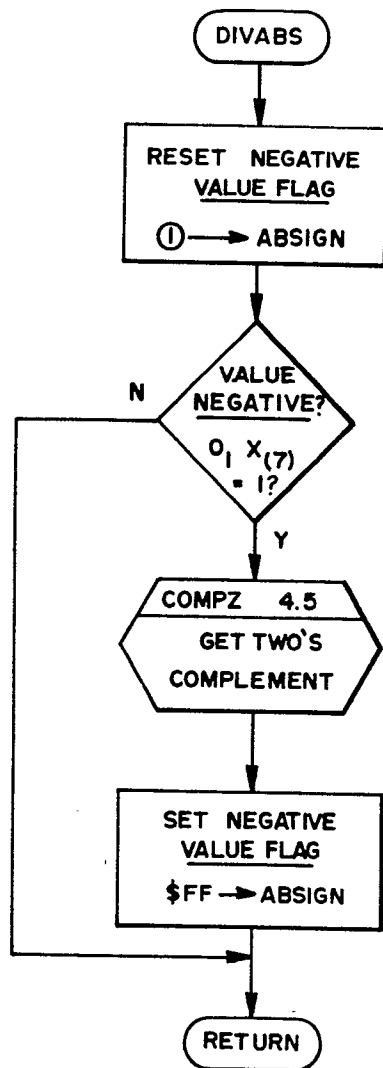 DIVABS
RESET NEGATIVE
VALUE FLAG
① → ABSIGN
VALUE
NEGATIVE?
O₁ X₍₇₎
= 1?
N
Y
COMPZ 4.5
GET TWO'S
COMPLEMENT
SET NEGATIVE
VALUE FLAG
$FF → ABSIGN
RETURN